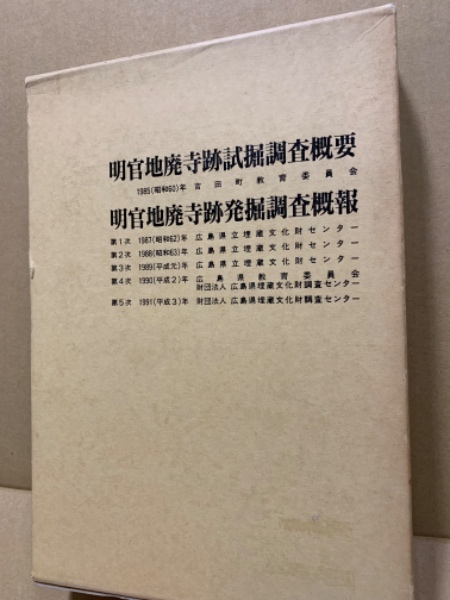 明官地廃寺跡試掘調査概要
1985(昭和60)年 吉田町教育委員会
明官地廃寺跡発掘調査概報
第1次 1987(昭和62)年 広島県立埋蔵文化財センター
第2次 1988(昭和63)年 広島県立埋蔵文化財センター
第3次 1989(平成元)年 広島県立埋蔵文化財センター
第4次 1990(平成2)年 広島県教育委員会
財団法人 広島県埋蔵文化財調査センター
第5次 1991(平成3)年 財団法人 広島県埋蔵文化財調査センター